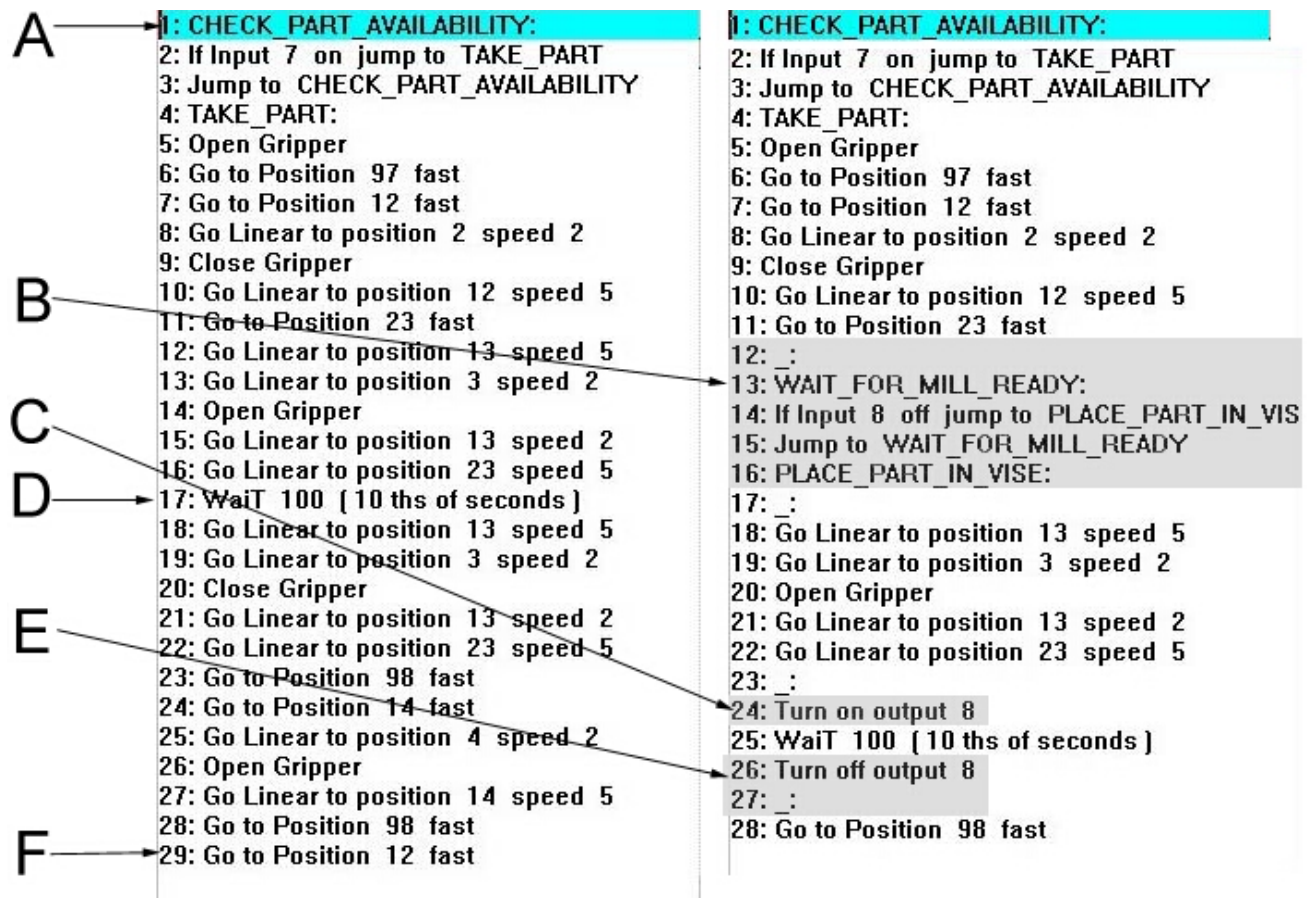 A
B
C
D
E
F
1: CHECK_PART_AVAILABILITY:
2: If Input 7 on jump to TAKE_PART
3: Jump to CHECK_PART_AVAILABILITY
4: TAKE_PART:
5: Open Gripper
6: Go to Position 97 fast
7: Go to Position 12 fast
8: Go Linear to position 2 speed 2
9: Close Gripper
10: Go Linear to position 12 speed 5
11: Go to Position 23 fast
12: Go Linear to position 13 speed 5
13: Go Linear to position 3 speed 2
14: Open Gripper
15: Go Linear to position 13 speed 2
16: Go Linear to position 23 speed 5
17: WaiT 100 ( 10 ths of seconds )
18: Go Linear to position 13 speed 5
19: Go Linear to position 3 speed 2
20: Close Gripper
21: Go Linear to position 13 speed 2
22: Go Linear to position 23 speed 5
23: Go to Position 98 fast
24: Go to Position 14 fast
25: Go Linear to position 4 speed 2
26: Open Gripper
27: Go Linear to position 14 speed 5
28: Go to Position 98 fast
29: Go to Position 12 fast
1: CHECK_PART_AVAILABILITY:
2: If Input 7 on jump to TAKE_PART
3: Jump to CHECK_PART_AVAILABILITY
4: TAKE_PART:
5: Open Gripper
6: Go to Position 97 fast
7: Go to Position 12 fast
8: Go Linear to position 2 speed 2
9: Close Gripper
10: Go Linear to position 12 speed 5
11: Go to Position 23 fast
12: _:
13: WAIT_FOR_MILL_READY:
14: If Input 8 off jump to PLACE_PART_IN_VIS
15: Jump to WAIT_FOR_MILL_READY
16: PLACE_PART_IN_VISE:
17: _:
18: Go Linear to position 13 speed 5
19: Go Linear to position 3 speed 2
20: Open Gripper
21: Go Linear to position 13 speed 2
22: Go Linear to position 23 speed 5
23: _:
24: Turn on output 8
25: WaiT 100 ( 10 ths of seconds )
26: Turn off output 8
27: _:
28: Go to Position 98 fast